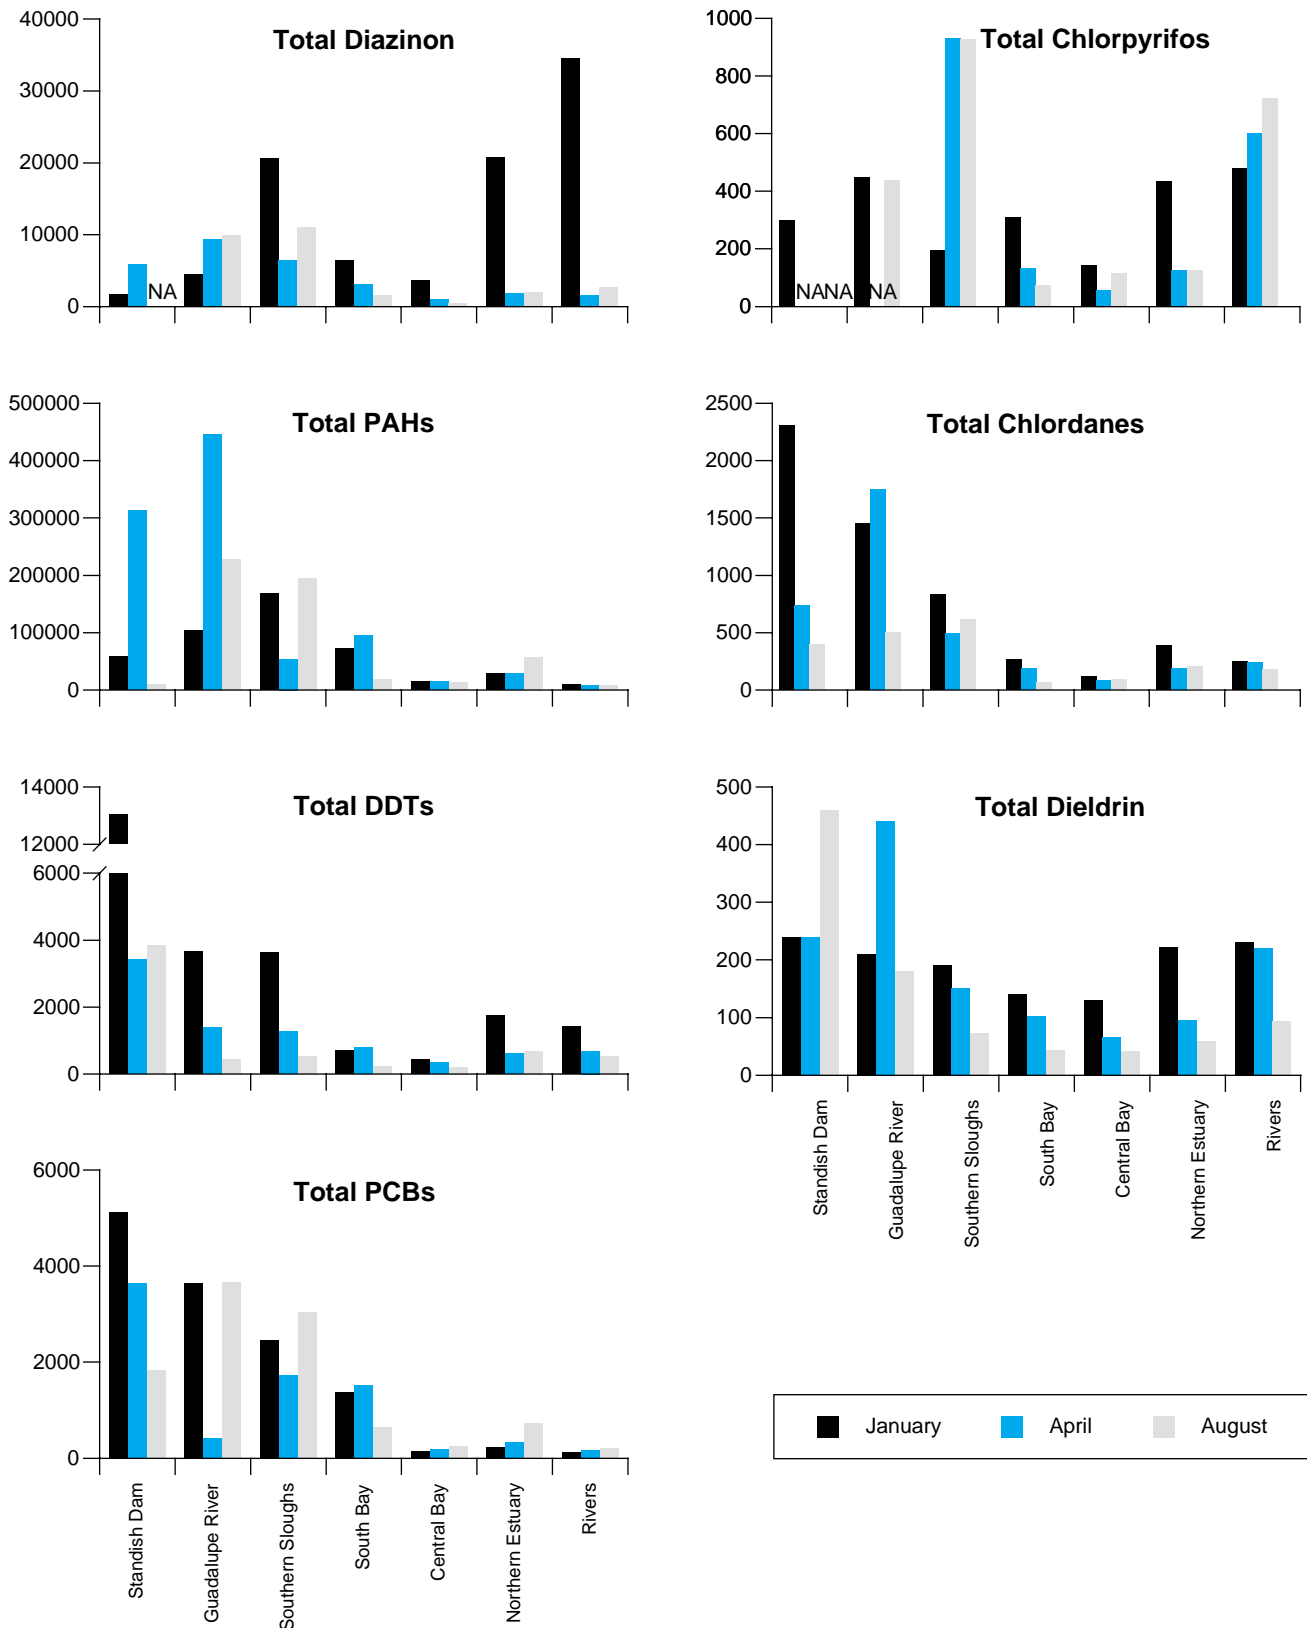 Total Diazinon
40000
30000
20000
10000
0
NA
Total Chlorpyrifos
1000
800
600
400
200
0
NA
NA
NA
Total PAHs
500000
400000
300000
200000
100000
0
Total Chlordanes
2500
2000
1500
1000
500
0
Total DDTs
14000
12000
6000
4000
2000
0
Total Dieldrin
500
400
300
200
100
0
Standish Dam
Guadalupe River
Southern Sloughs
South Bay
Central Bay
Northern Estuary
Rivers
Total PCBs
6000
4000
2000
0
Standish Dam
Guadalupe River
Southern Sloughs
South Bay
Central Bay
Northern Estuary
Rivers
January
April
August